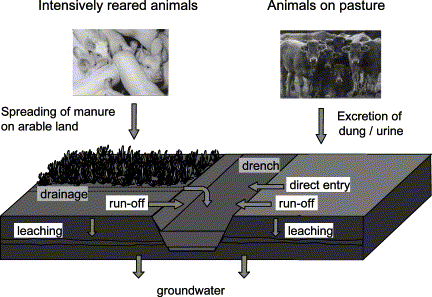 Intensively reared animals
Animals on pasture
Spreading of manure
on arable land
Excretion of
dung / urine
drench
drainage
direct entry
run-off
run-off
leaching
leaching
groundwater